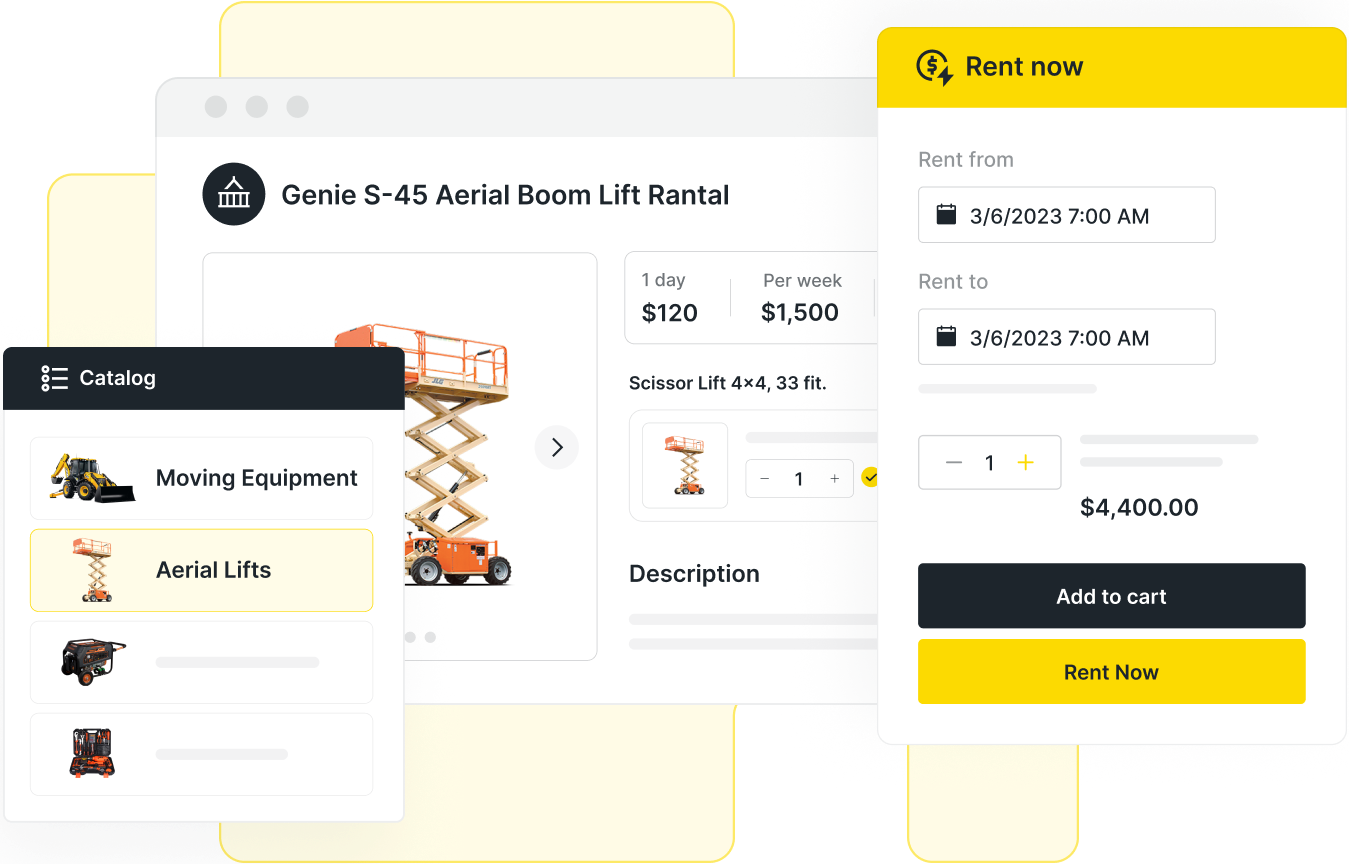 Rent now
Genie S-45 Aerial Boom Lift Rantal
Rent from
3/6/2023 7:00 AM
Rent to
3/6/2023 7:00 AM
1 day
$120
Per week
$1,500
Scissor Lift 4×4, 33 fit.
− 1 +
Description
− 1 +
$4,400.00
Add to cart
Rent Now
Catalog
Moving Equipment
Aerial Lifts
JLG